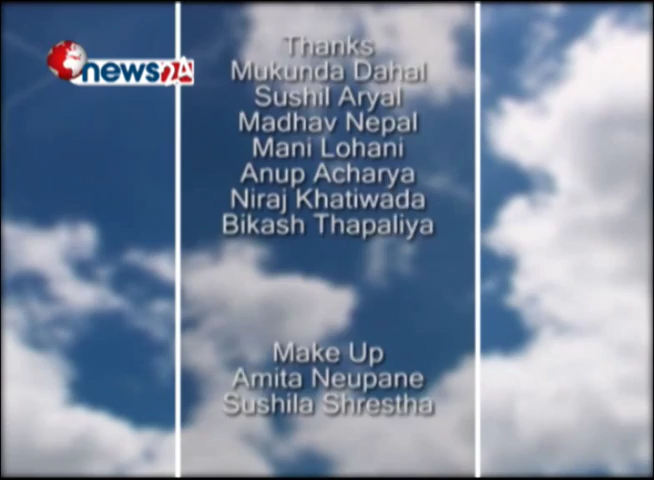 news24
Thanks
Mukunda Dahal
Sushil Aryal
Madhav Nepal
Mani Lohani
Anup Acharya
Niraj Khatiwada
Bikash Thapaliya
Make Up
Amita Neupane
Sushila Shrestha